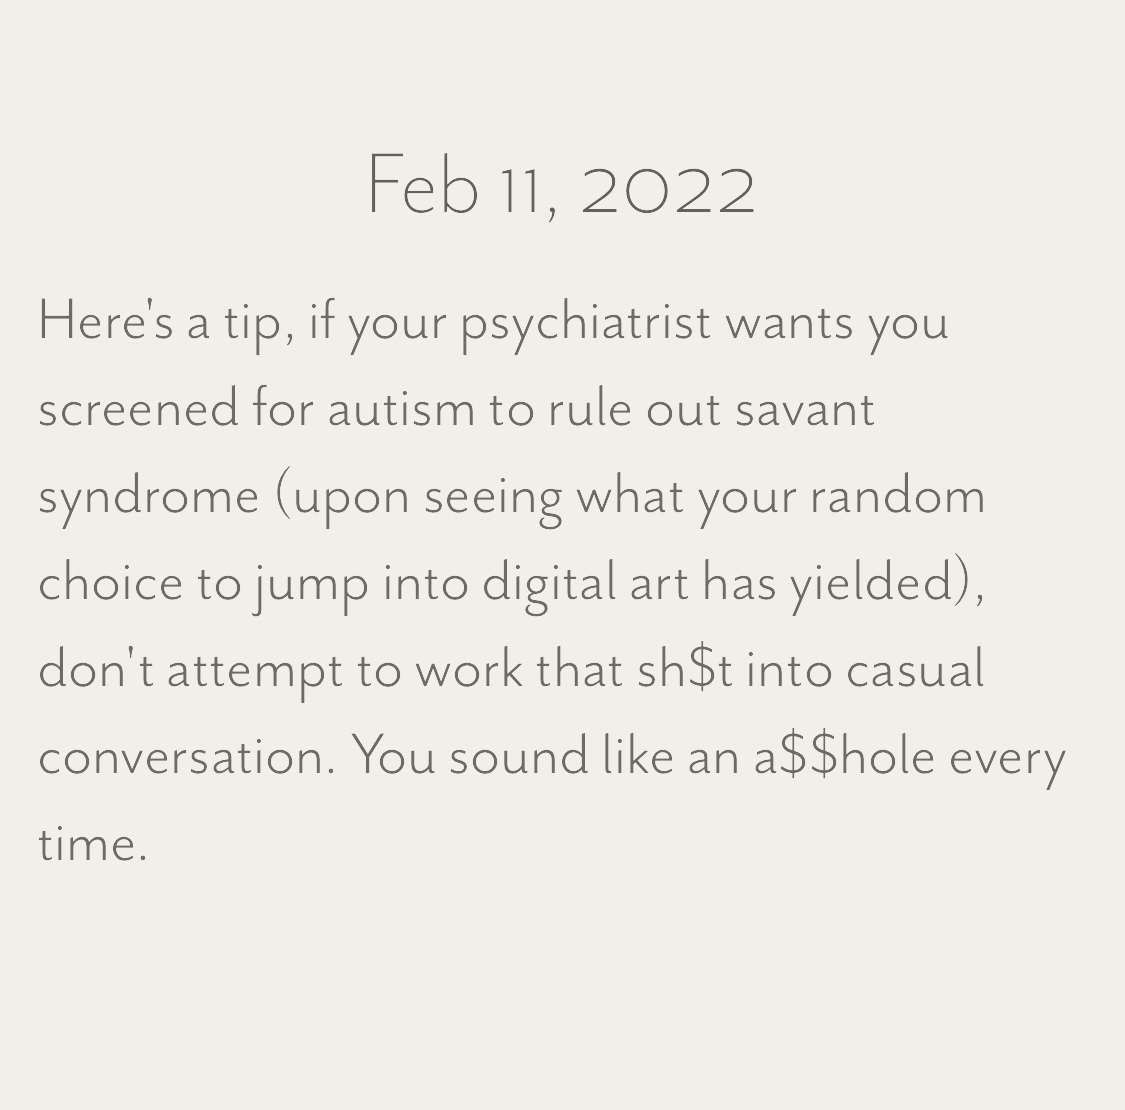 Feb 11, 2022
Here's a tip, if your psychiatrist wants you
screened for autism to rule out savant
syndrome (upon seeing what your random
choice to jump into digital art has yielded),
don't attempt to work that sh$t into casual
conversation. You sound like an a$$hole every
time.